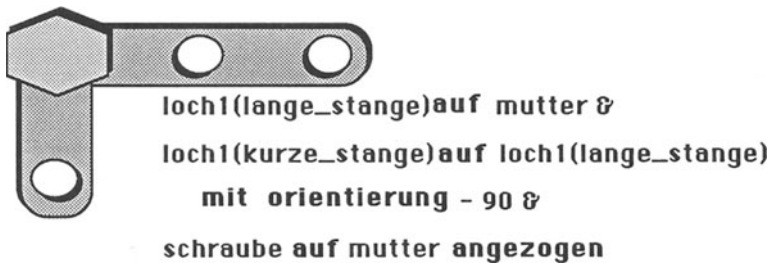 loch1(lange_stange)auf mutter &
loch1(kurze_stange)auf loch1(lange_stange)
mit orientierung - 90 &
schraube auf mutter angezogen